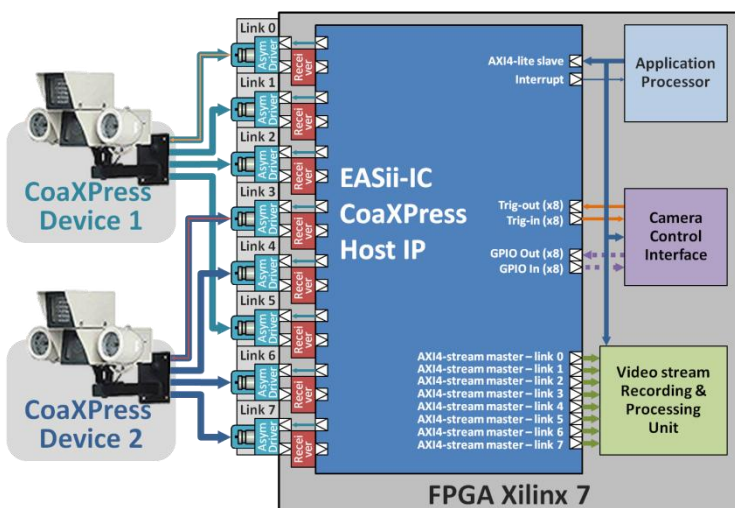 Link 0
Asym
Driver
Recei
ver
Link 1
Asym
Driver
Recei
ver
Link 2
Asym
Driver
Recei
ver
Link 3
Asym
Driver
Recei
ver
Link 4
Asym
Driver
Recei
ver
Link 5
Asym
Driver
Recei
ver
Link 6
Asym
Driver
Recei
ver
Link 7
Asym
Driver
Recei
ver
CoaXPress
Device 1
CoaXPress
Device 2
EASii-IC
CoaXPress
Host IP
AXI4-lite slave
Interrupt
Trig-out (x8)
Trig-in (x8)
GPIO Out (x8)
GPIO In (x8)
AXI4-stream master – link 0
AXI4-stream master – link 1
AXI4-stream master – link 2
AXI4-stream master – link 3
AXI4-stream master – link 4
AXI4-stream master – link 5
AXI4-stream master – link 6
AXI4-stream master – link 7
Application
Processor
Camera
Control
Interface
Video stream
Recording &
Processing
Unit
FPGA Xilinx 7